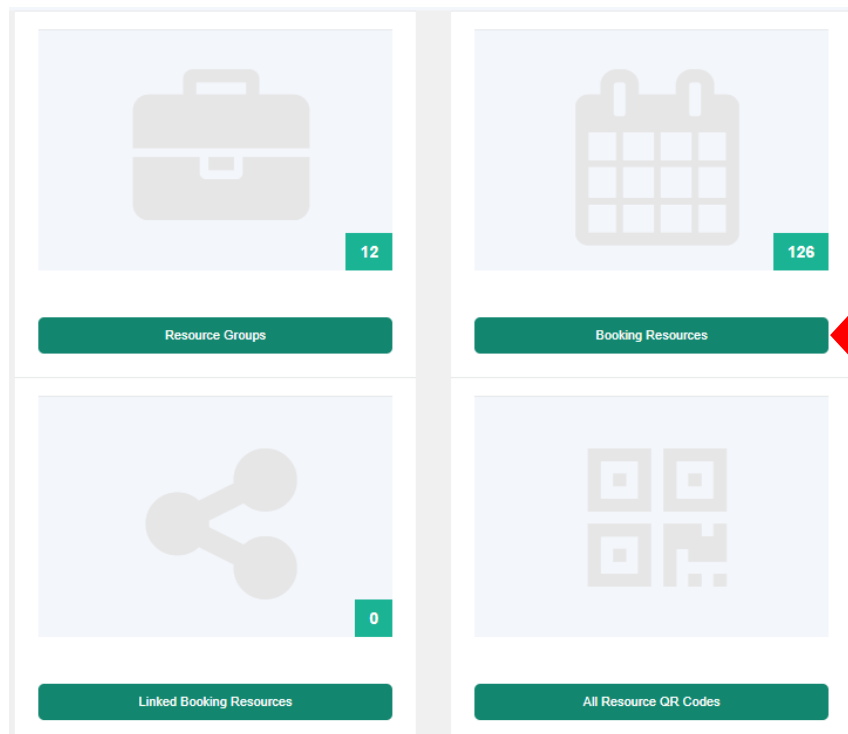 12
126
Resource Groups
Booking Resources
0
Linked Booking Resources
All Resource QR Codes